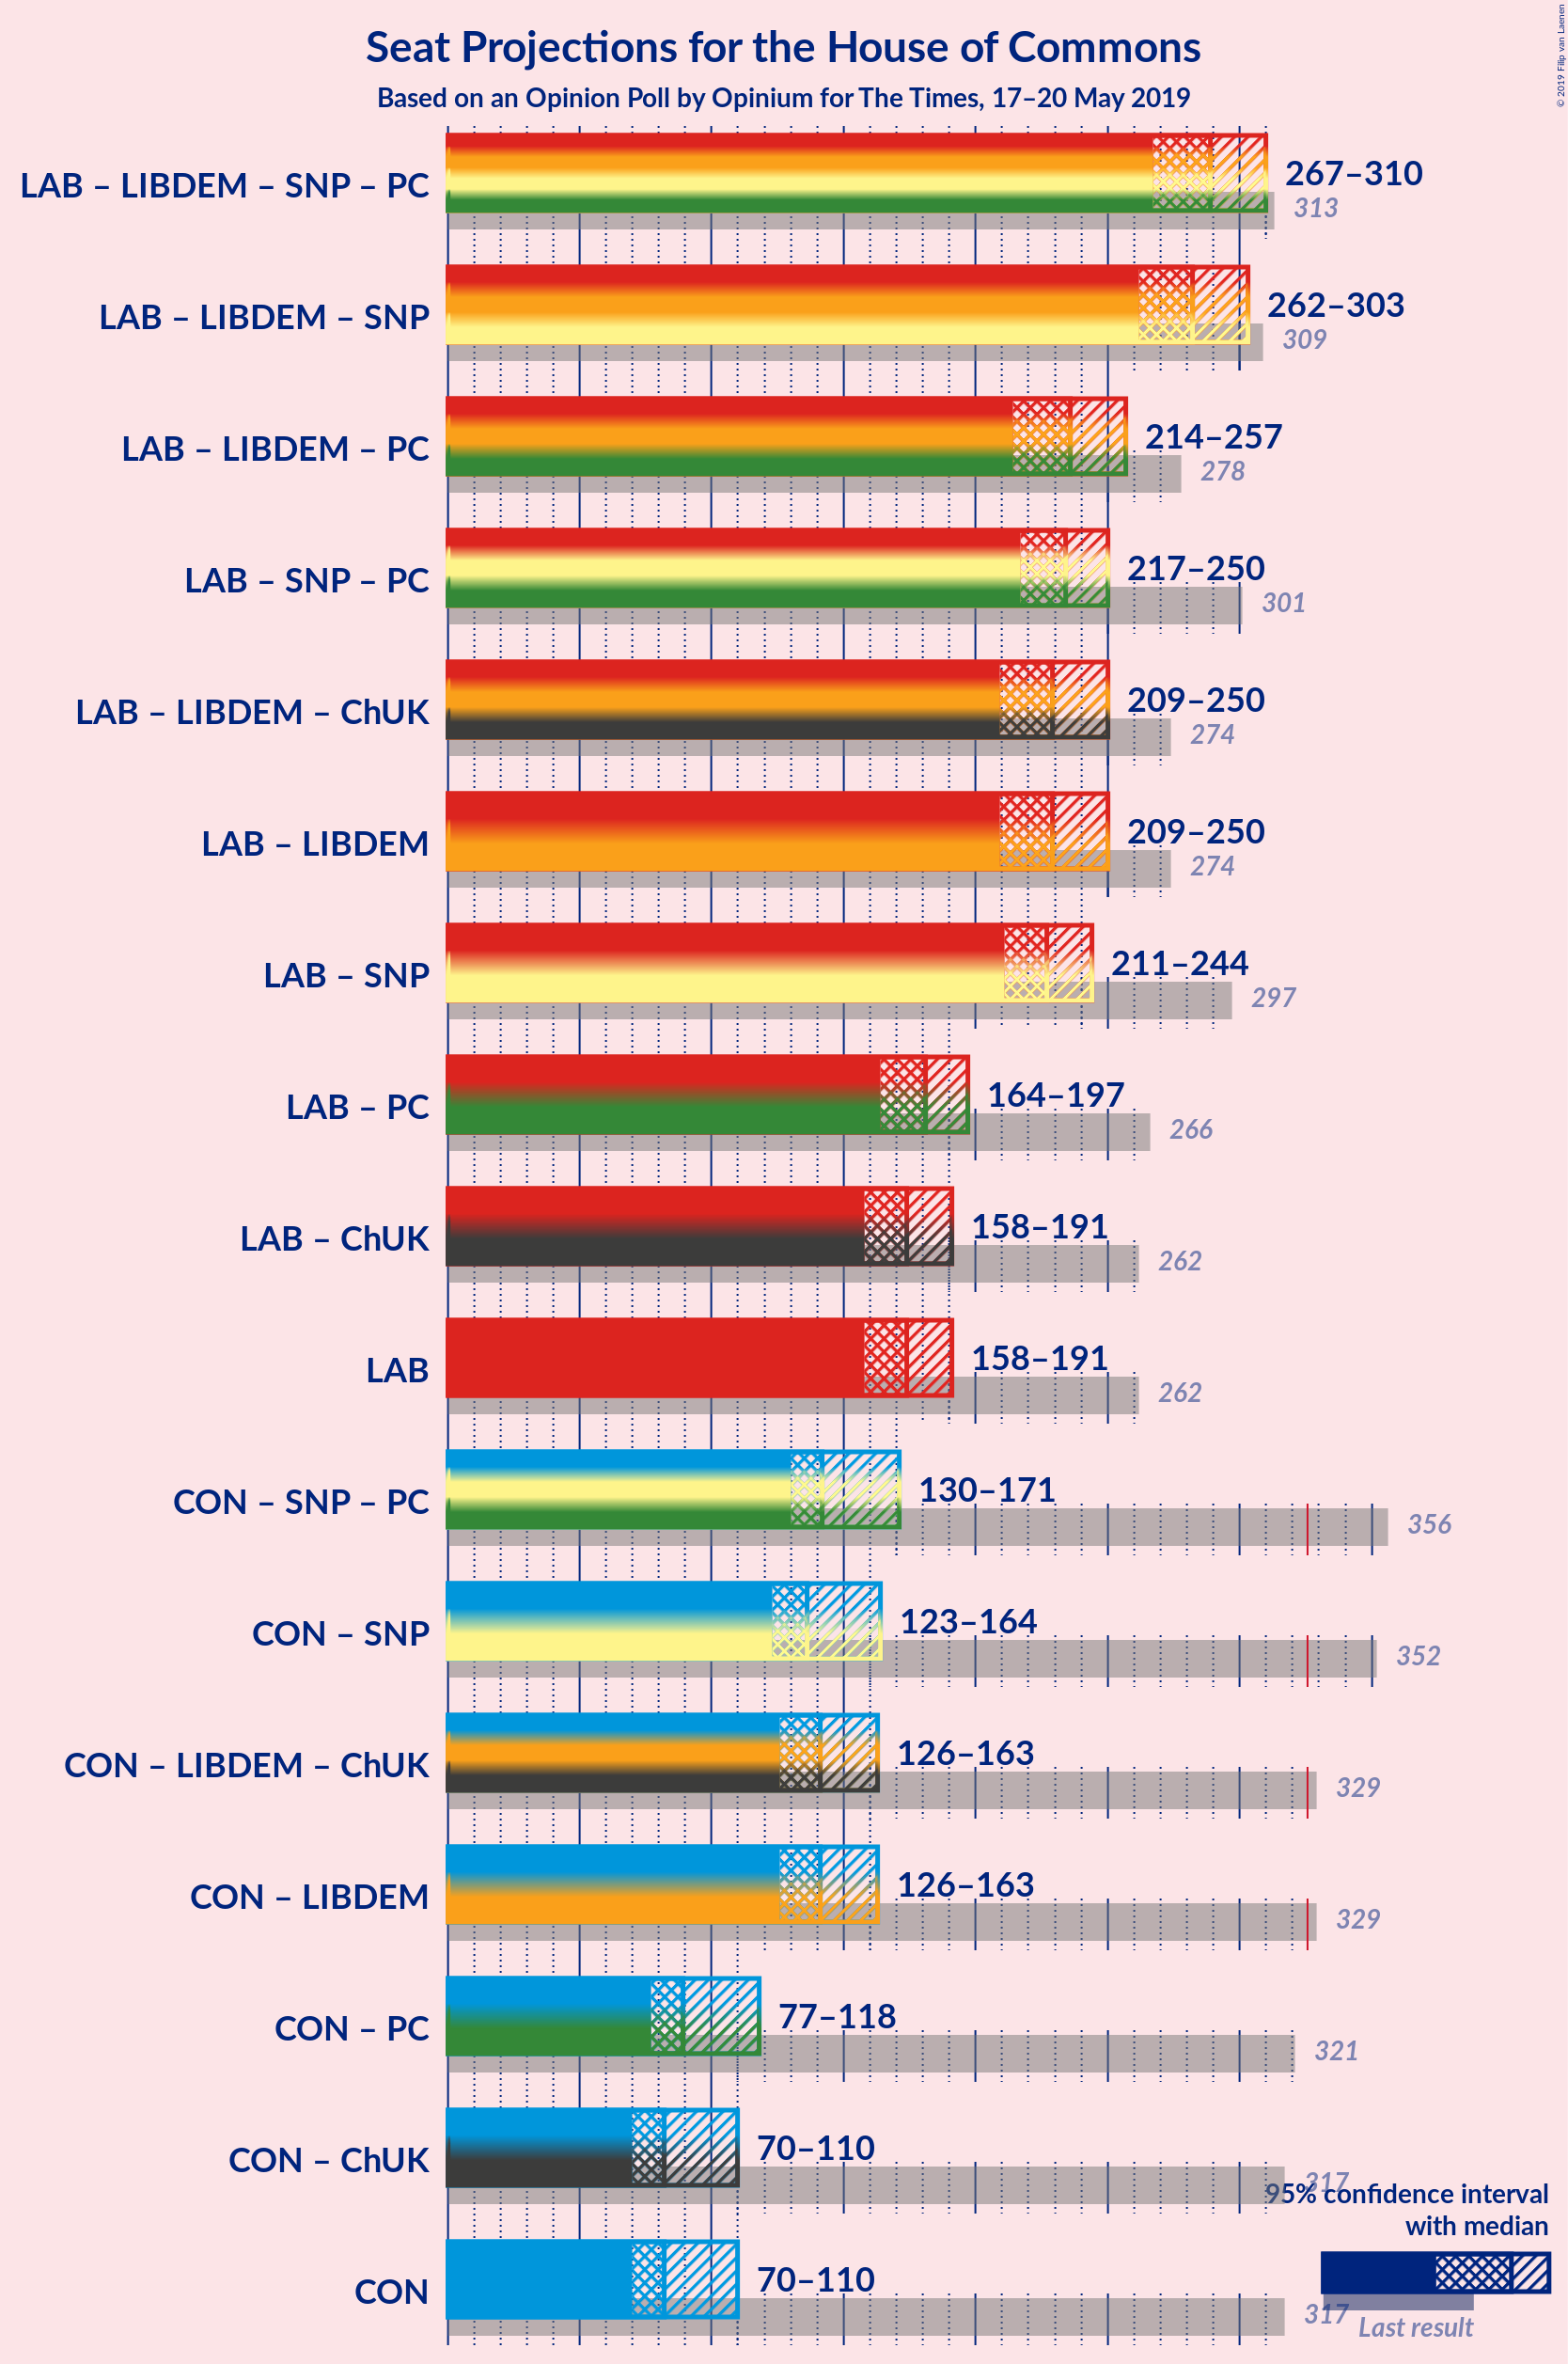 Seat Projections for the House of Commons
Based on an Opinion Poll by Opinium for The Times, 17–20 May 2019
© 2019 Filip van Laenen
LAB – LIBDEM – SNP – PC
267–310
313
LAB – LIBDEM – SNP
262–303
309
LAB – LIBDEM – PC
214–257
278
LAB – SNP – PC
217–250
301
LAB – LIBDEM – ChUK
209–250
274
LAB – LIBDEM
209–250
274
LAB – SNP
211–244
297
LAB – PC
164–197
266
LAB – ChUK
158–191
262
LAB
158–191
262
CON – SNP – PC
130–171
356
CON – SNP
123–164
352
CON – LIBDEM – ChUK
126–163
329
CON – LIBDEM
126–163
329
CON – PC
77–118
321
CON – ChUK
70–110
317
CON
70–110
317
95% confidence interval
with median
Last result